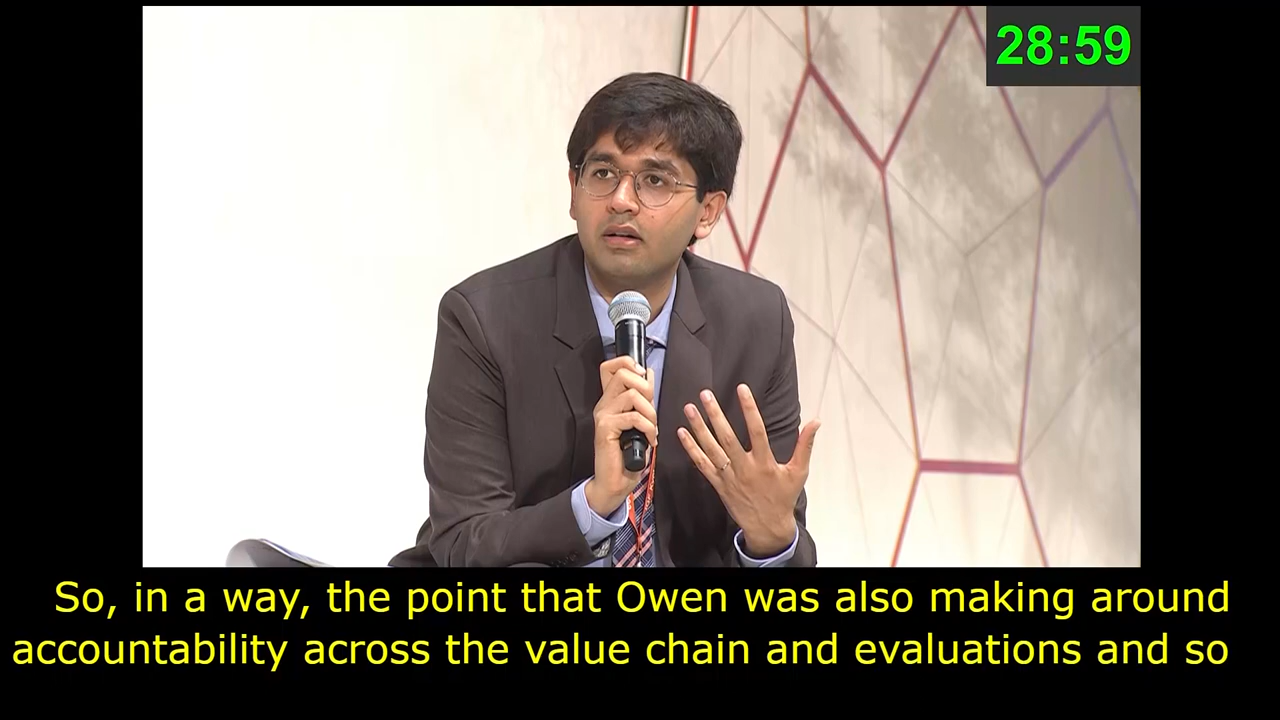 28:59
So, in a way, the point that Owen was also making around
accountability across the value chain and evaluations and so